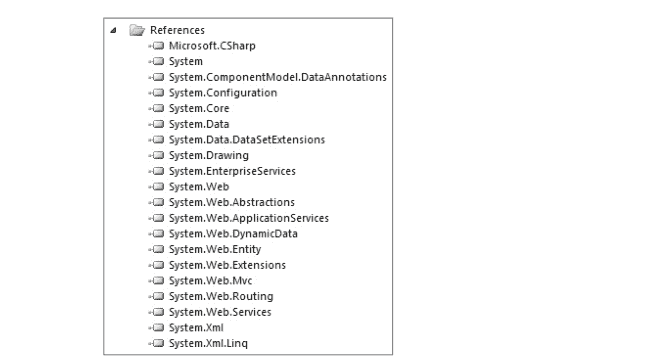 References
Microsoft.CSharp
System
System.ComponentModel.DataAnnotations
System.Configuration
System.Core
System.Data
System.Data.DataSetExtensions
System.Drawing
System.EnterpriseServices
System.Web
System.Web.Abstractions
System.Web.ApplicationServices
System.Web.DynamicData
System.Web.Entity
System.Web.Extensions
System.Web.Mvc
System.Web.Routing
System.Web.Services
System.Xml
System.Xml.Linq